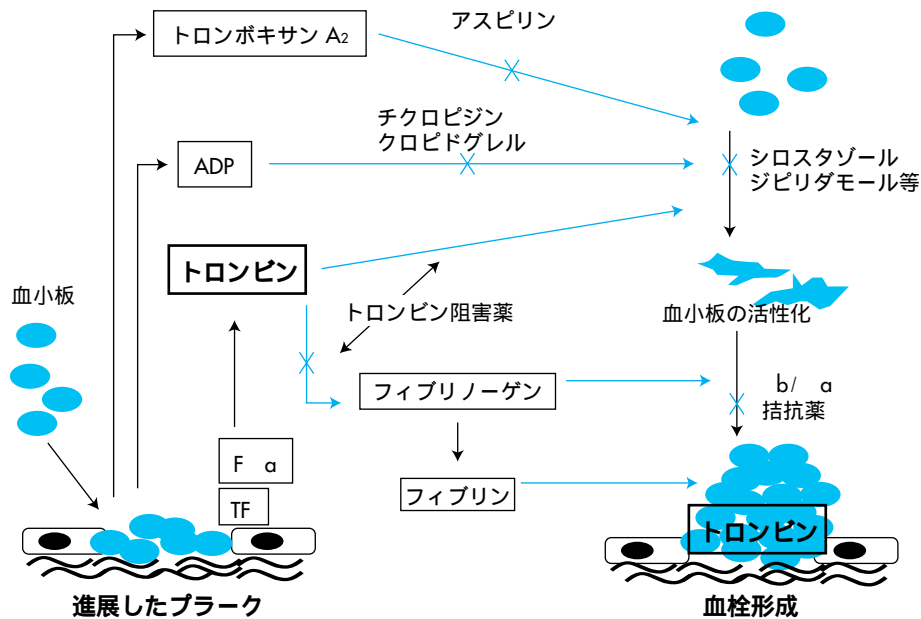 トロンボキサン A2
アスピリン
チクロピジン
クロピドグレル
ADP
シロスタゾール
ジピリダモール等
トロンビン
血小板
トロンビン阻害薬
血小板の活性化
フィブリノーゲン
b/ a
拮抗薬
F a
フィブリン
TF
トロンビン
進展したプラーク
血栓形成